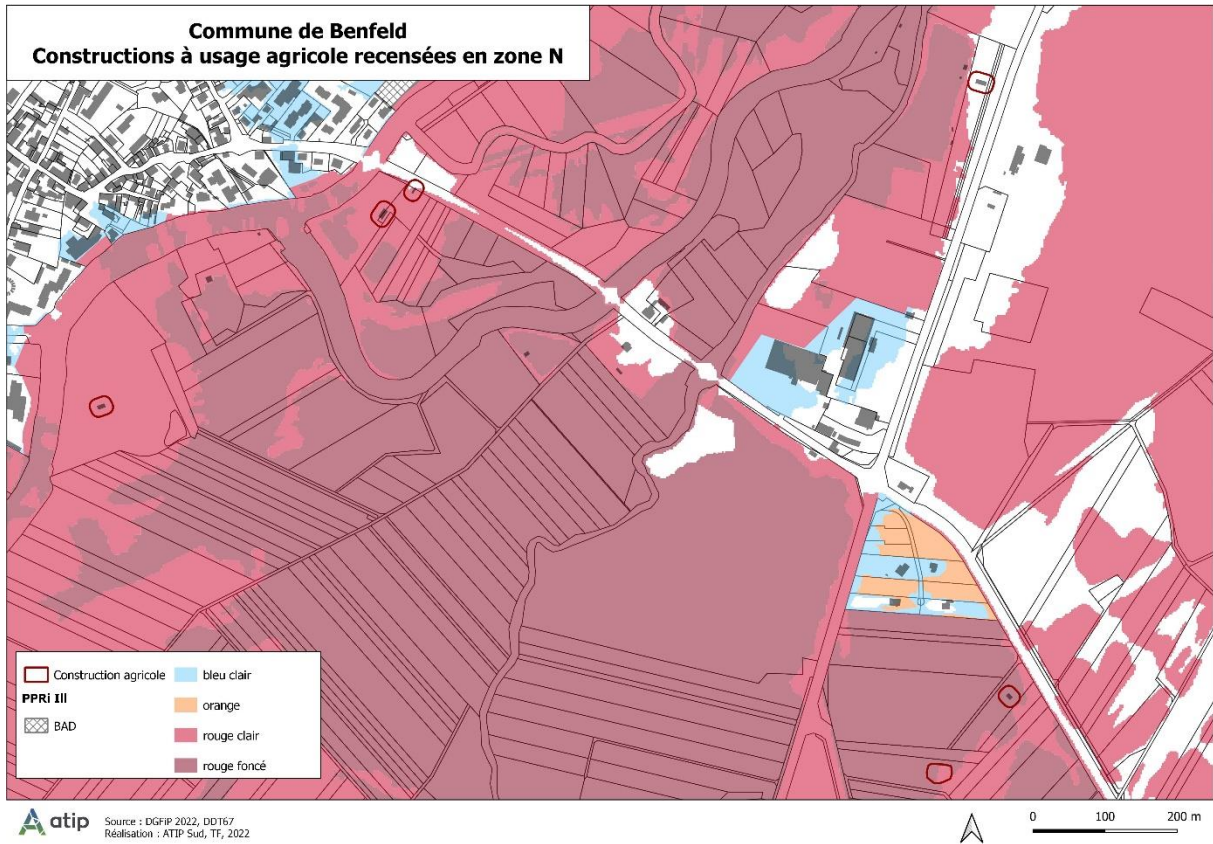 Commune de Benfeld
Constructions à usage agricole recensées en zone N
Construction agricole
PPRi Ill
BAD
bleu clair
orange
rouge clair
rouge foncé
atip
Source : DGFiP 2022, DDT67
Réalisation : ATIP Sud, TF, 2022
0 100 200 m